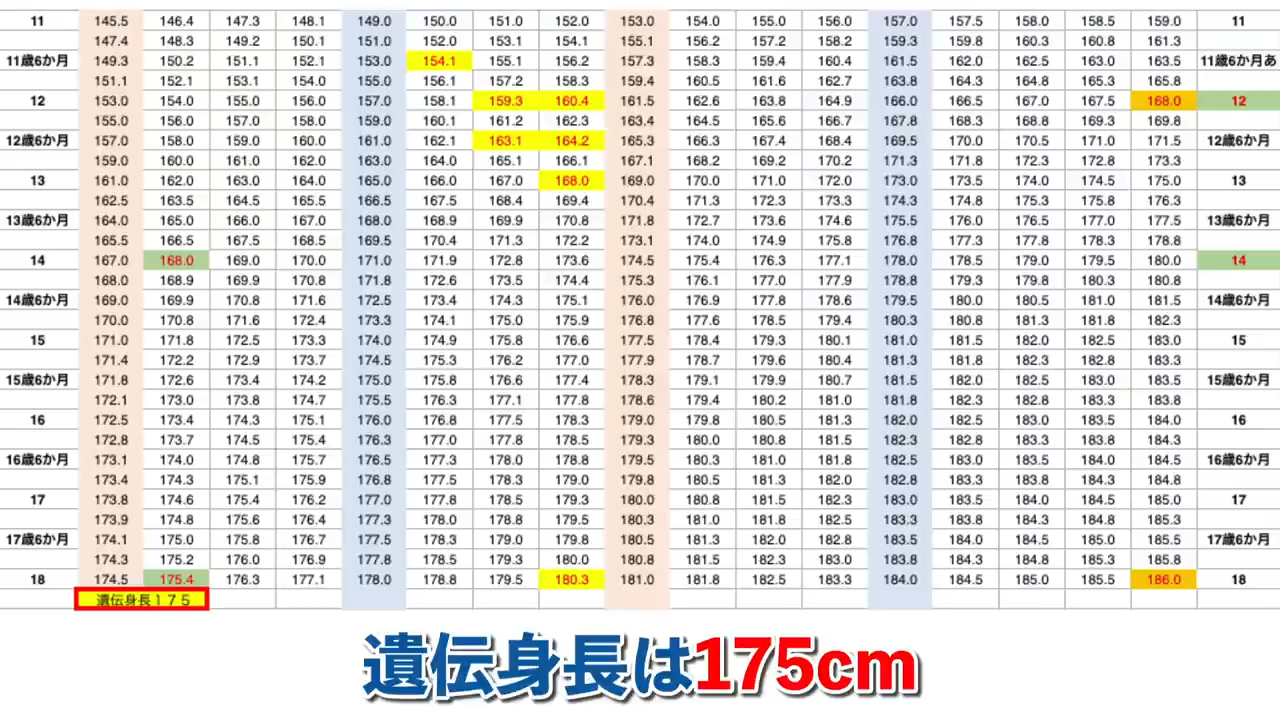 11 145.5 146.4 147.3 148.1 149.0 150.0 151.0 152.0 153.0 154.0 155.0 156.0 157.0 157.5 158.0 158.5 159.0 11
147.4 148.3 149.2 150.1 151.0 152.0 153.1 154.1 155.1 156.2 157.2 158.2 159.3 159.8 160.3 160.8 161.3
11歳6か月 149.3 150.2 151.1 152.1 153.0 154.1 155.1 156.2 157.3 158.3 159.4 160.4 161.5 162.0 162.5 163.0 163.5 11歳6か月あ
151.1 152.1 153.1 154.0 155.0 156.1 157.2 158.3 159.4 160.5 161.6 162.7 163.8 164.3 164.8 165.3 165.8
12 153.0 154.0 155.0 156.0 157.0 158.1 159.3 160.4 161.5 162.6 163.8 164.9 166.0 166.5 167.0 167.5 168.0 12
155.0 156.0 157.0 158.0 159.0 160.1 161.2 162.3 163.4 164.5 165.6 166.7 167.8 168.3 168.8 169.3 169.8
12歳6か月 157.0 158.0 159.0 160.0 161.0 162.1 163.1 164.2 165.3 166.3 167.4 168.4 169.5 170.0 170.5 171.0 171.5 12歳6か月
159.0 160.0 161.0 162.0 163.0 164.0 165.1 166.1 167.1 168.2 169.2 170.2 171.3 171.8 172.3 172.8 173.3
13 161.0 162.0 163.0 164.0 165.0 166.0 167.0 168.0 169.0 170.0 171.0 172.0 173.0 173.5 174.0 174.5 175.0 13
162.5 163.5 164.5 165.5 166.5 167.5 168.4 169.4 170.4 171.3 172.3 173.3 174.3 174.8 175.3 175.8 176.3
13歳6か月 164.0 165.0 166.0 167.0 168.0 168.9 169.9 170.8 171.8 172.7 173.6 174.6 175.5 176.0 176.5 177.0 177.5 13歳6か月
165.5 166.5 167.5 168.5 169.5 170.4 171.3 172.2 173.1 174.0 174.9 175.8 176.8 177.3 177.8 178.3 178.8
14 167.0 168.0 169.0 170.0 171.0 171.9 172.8 173.6 174.5 175.4 176.3 177.1 178.0 178.5 179.0 179.5 180.0 14
168.0 168.9 169.9 170.8 171.8 172.6 173.5 174.4 175.3 176.1 177.0 177.9 178.8 179.3 179.8 180.3 180.8
14歳6か月 169.0 169.9 170.8 171.6 172.5 173.4 174.3 175.1 176.0 176.9 177.8 178.6 179.5 180.0 180.5 181.0 181.5 14歳6か月
170.0 170.8 171.6 172.4 173.3 174.1 175.0 175.9 176.8 177.6 178.5 179.4 180.3 180.8 181.3 181.8 182.3
15 171.0 171.8 172.5 173.3 174.0 174.9 175.8 176.6 177.5 178.4 179.3 180.1 181.0 181.5 182.0 182.5 183.0 15
171.4 172.2 172.9 173.7 174.5 175.3 176.2 177.0 177.9 178.7 179.6 180.4 181.3 181.8 182.3 182.8 183.3
15歳6か月 171.8 172.6 173.4 174.2 175.0 175.8 176.6 177.4 178.3 179.1 179.9 180.7 181.5 182.0 182.5 183.0 183.5 15歳6か月
172.1 173.0 173.8 174.7 175.5 176.3 177.1 177.8 178.6 179.4 180.2 181.0 181.8 182.3 182.8 183.3 183.8
16 172.5 173.4 174.3 175.1 176.0 176.8 177.5 178.3 179.0 179.8 180.5 181.3 182.0 182.5 183.0 183.5 184.0 16
172.8 173.7 174.5 175.4 176.3 177.0 177.8 178.5 179.3 180.0 180.8 181.5 182.3 182.8 183.3 183.8 184.3
16歳6か月 173.1 174.0 174.8 175.7 176.5 177.3 178.0 178.8 179.5 180.3 181.0 181.8 182.5 183.0 183.5 184.0 184.5 16歳6か月
173.4 174.3 175.1 175.9 176.8 177.5 178.3 179.0 179.8 180.5 181.3 182.0 182.8 183.3 183.8 184.3 184.8
17 173.8 174.6 175.4 176.2 177.0 177.8 178.5 179.3 180.0 180.8 181.5 182.3 183.0 183.5 184.0 184.5 185.0 17
173.9 174.8 175.6 176.4 177.3 178.0 178.8 179.5 180.3 181.0 181.8 182.5 183.3 183.8 184.3 184.8 185.3
17歳6か月 174.1 175.0 175.8 176.7 177.5 178.3 179.0 179.8 180.5 181.3 182.0 182.8 183.5 184.0 184.5 185.0 185.5 17歳6か月
174.3 175.2 176.0 176.9 177.8 178.5 179.3 180.0 180.8 181.5 182.3 183.0 183.8 184.3 184.8 185.3 185.8
18 174.5 175.4 176.3 177.1 178.0 178.8 179.5 180.3 181.0 181.8 182.5 183.3 184.0 184.5 185.0 185.5 186.0 18
遺伝身長１７５
遺伝身長は175cm